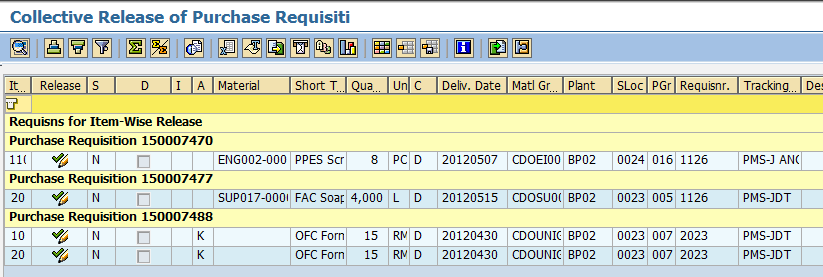 Collective Release of Purchase Requisiti
It... Release S D I A Material Short T... Qua... Un C Deliv. Date Matl Gr... Plant SLoc PGr Requisnr. Tracking... Des
Requisns for Item-Wise Release
Purchase Requisition 150007470
110 N ENG002-000 PPES Scr 8 PC D 20120507 CDOEI00 BP02 0024 016 1126 PMS-J AN
Purchase Requisition 150007477
20 N SUP017-000 FAC Soap 4,000 L D 20120515 CDOSU00 BP02 0023 005 1126 PMS-JDT
Purchase Requisition 150007488
10 N K OFC Forn 15 RM D 20120430 CDOUNI BP02 0023 007 2023 PMS-JDT
20 N K OFC Forn 15 RM D 20120430 CDOUNI BP02 0023 007 2023 PMS-JDT